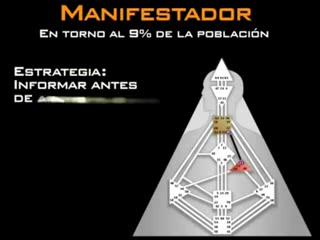 Manifestador
En torno al 9% de la población
Estrategia:
Informar antes
de